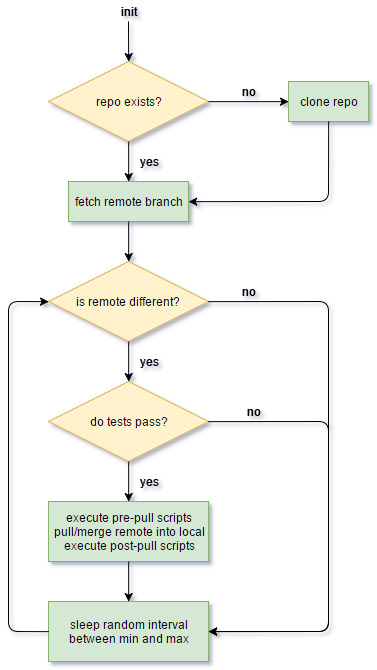 init
repo exists?
no
clone repo
yes
fetch remote branch
is remote different?
no
yes
do tests pass?
no
yes
execute pre-pull scripts
pull/merge remote into local
execute post-pull scripts
sleep random interval
between min and max